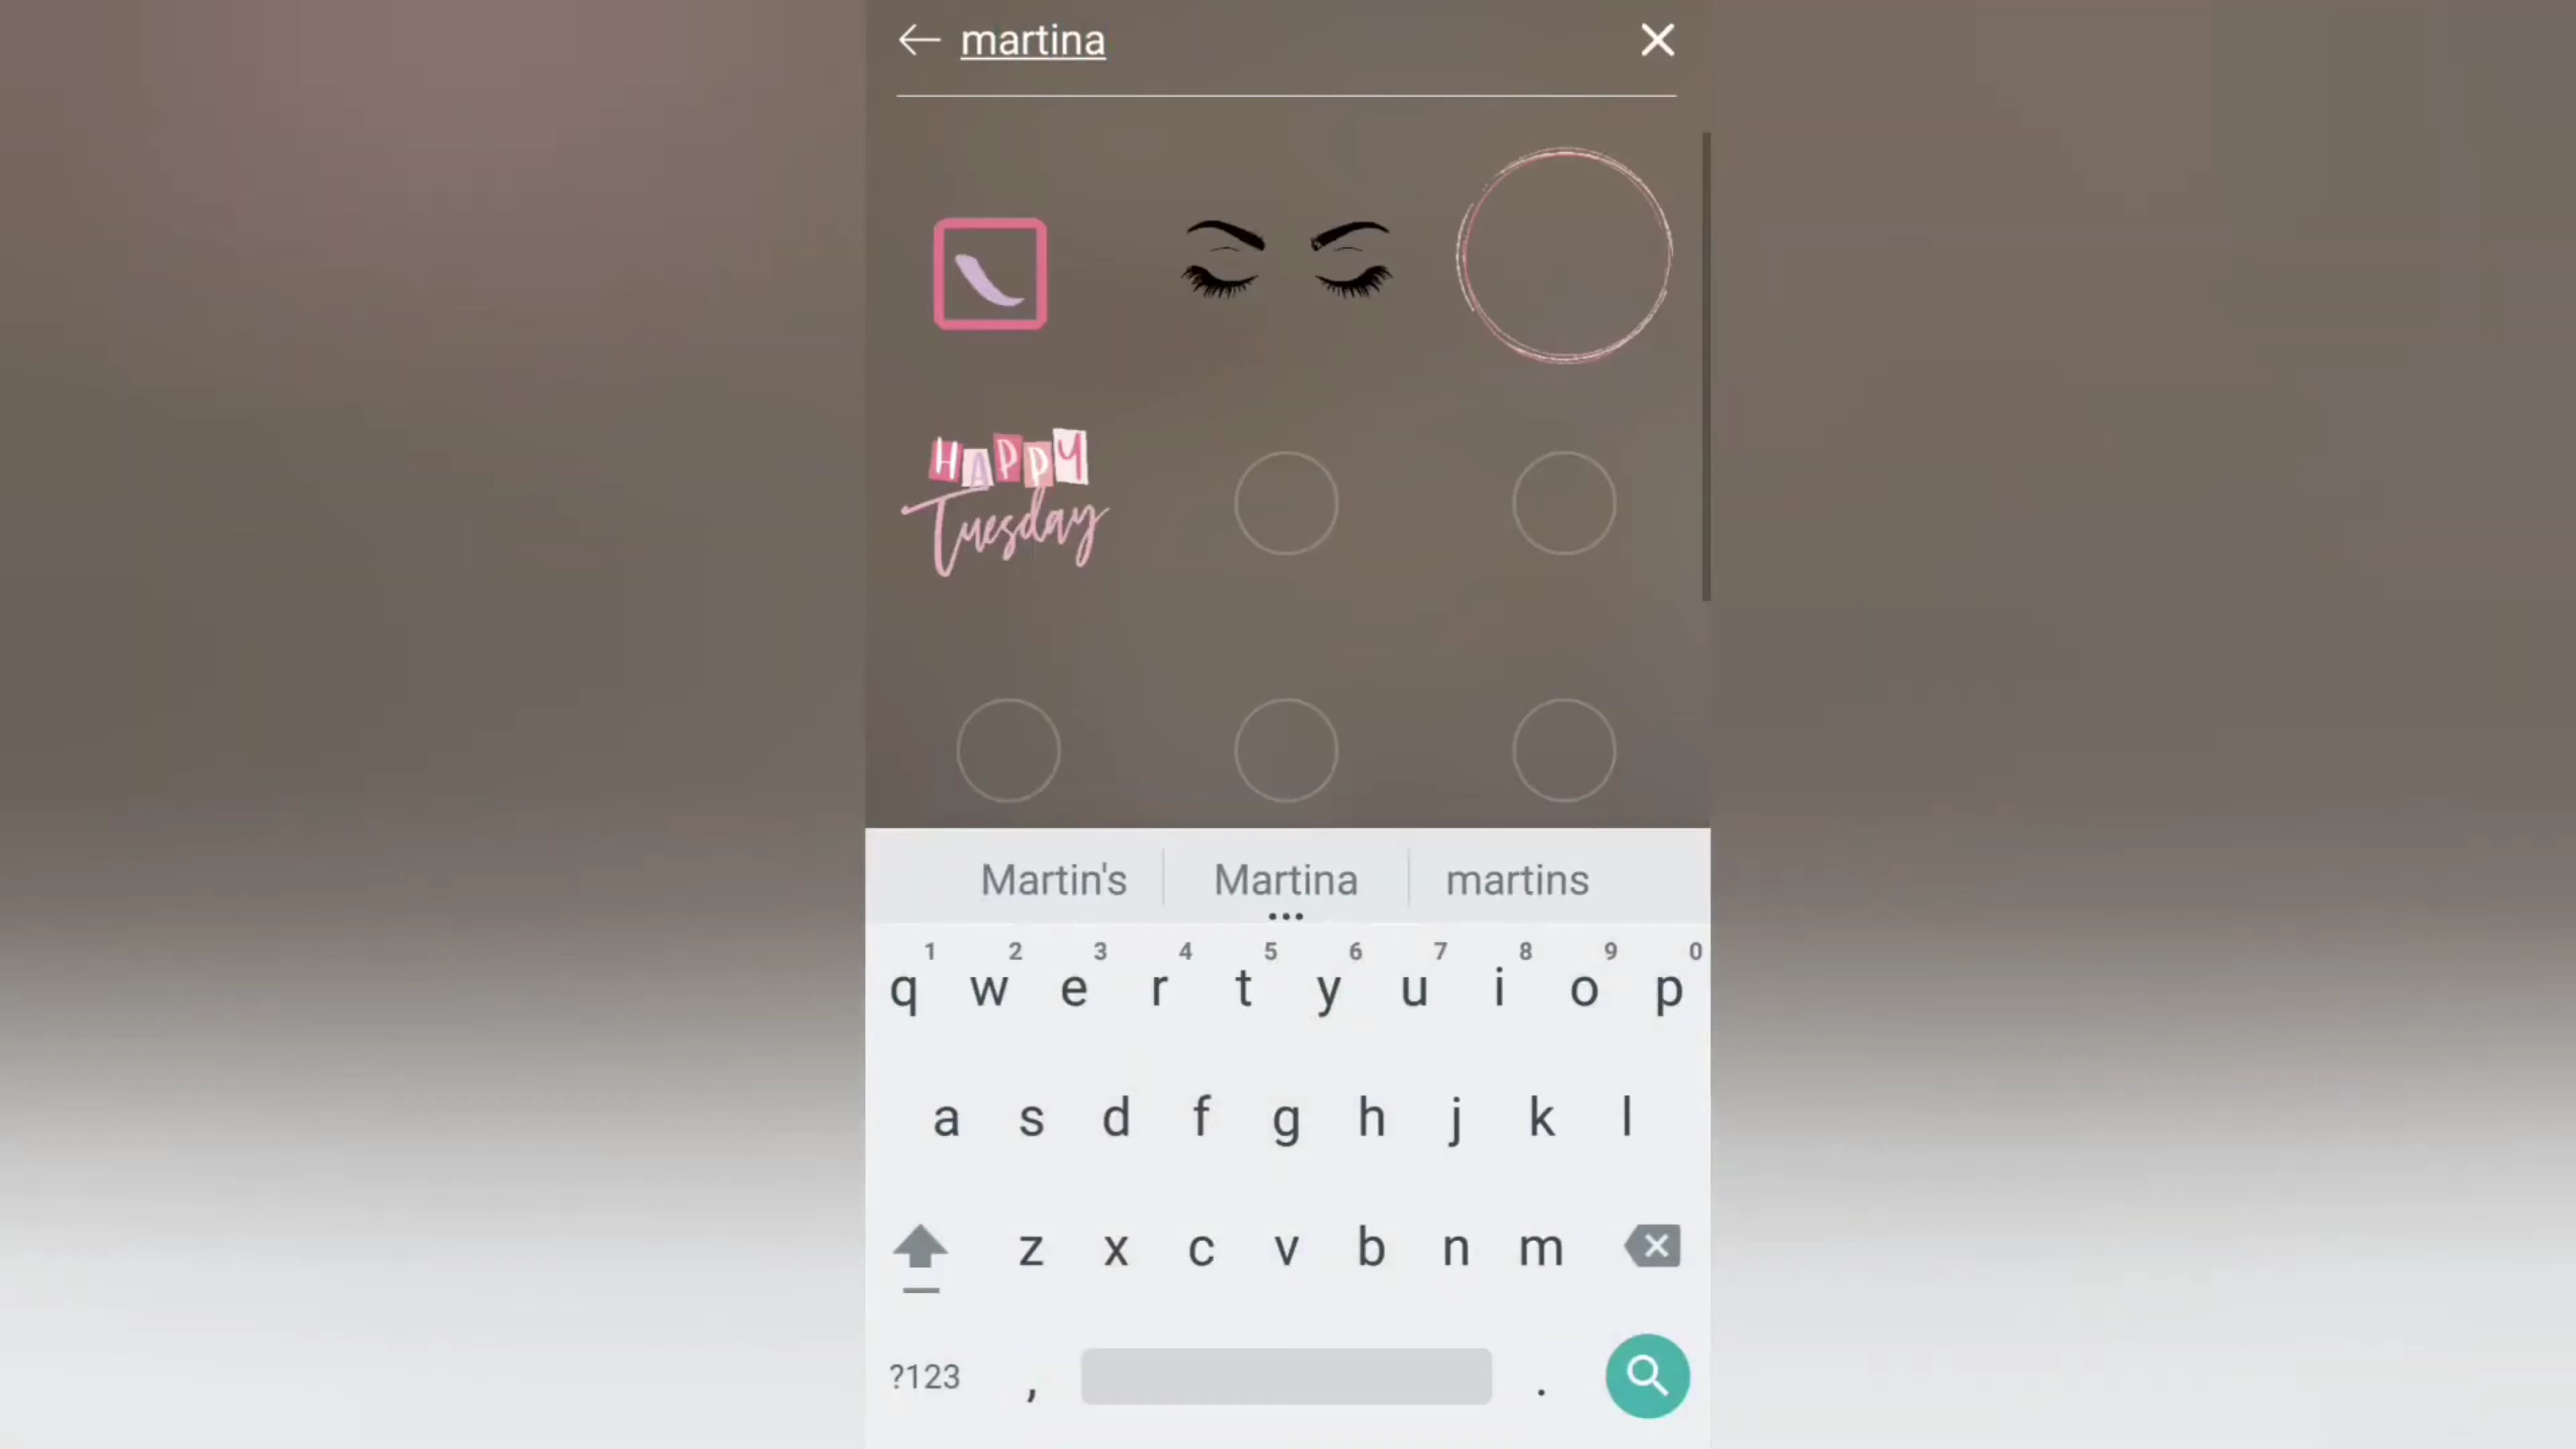 martina
HAPPY
Tuesday
Martin's Martina martins
1 2 3 4 5 6 7 8 9 0
q w e r t y u i o p
a s d f g h j k l
z x c v b n m
?123 , .